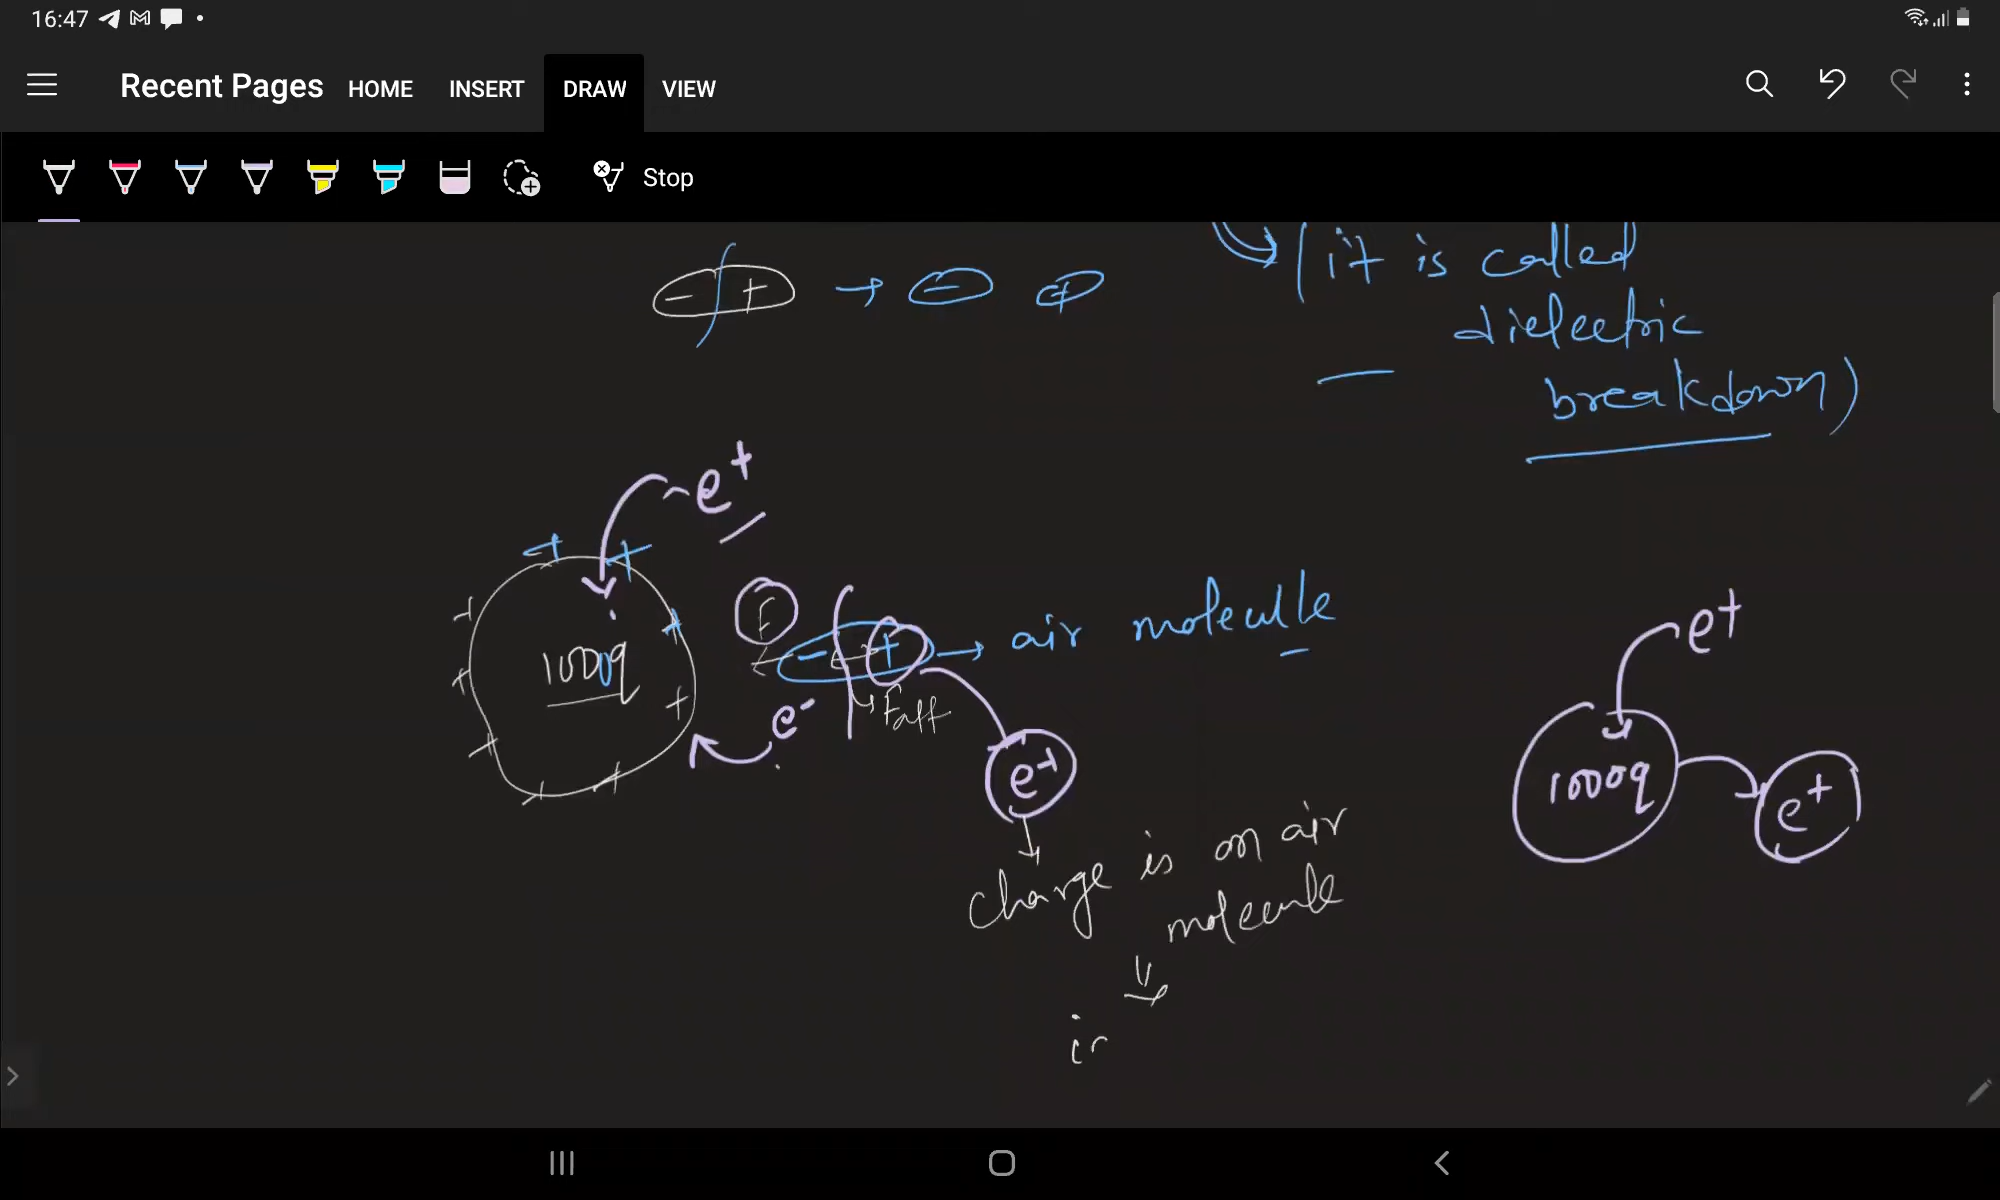 16:47
Recent Pages HOME INSERT DRAW VIEW
Stop
- + → - +
(it is called
dielectric
breakdown)
e+
+ +
1000q
- +
→ air molecule
e-
Fatt
e+
charge is on air
molecule
e+
1000q
e+